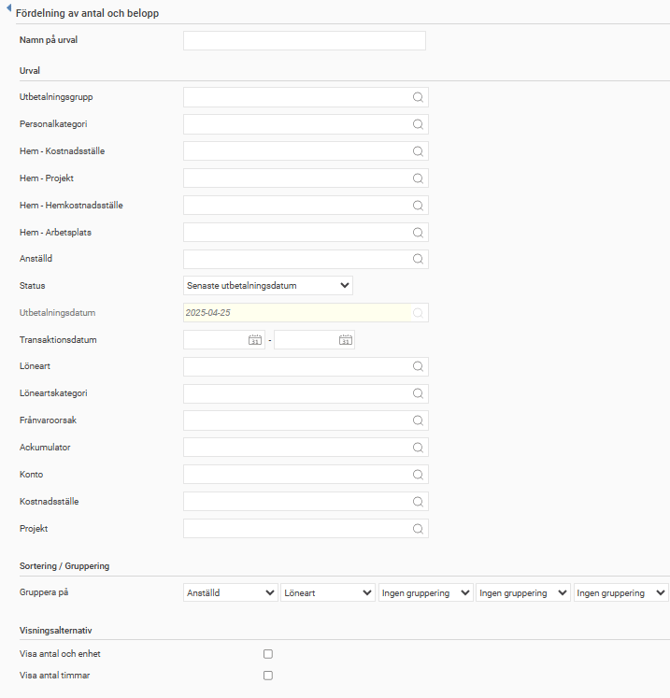 Fördelning av antal och belopp
Namn på urval
Urval
Utbetalningsgrupp
Personalkategori
Hem - Kostnadsställe
Hem - Projekt
Hem - Hemkostnadsställe
Hem - Arbetsplats
Anställd
Status Senaste utbetalningsdatum
Utbetalningsdatum 2025-04-25
Transaktionsdatum 31 - 31
Löneart
Löneartskategori
Frånvaroorsak
Ackumulator
Konto
Kostnadsställe
Projekt
Sortering / Gruppering
Gruppera på Anställd Löneart Ingen gruppering Ingen gruppering Ingen gruppering
Visningsalternativ
Visa antal och enhet
Visa antal timmar